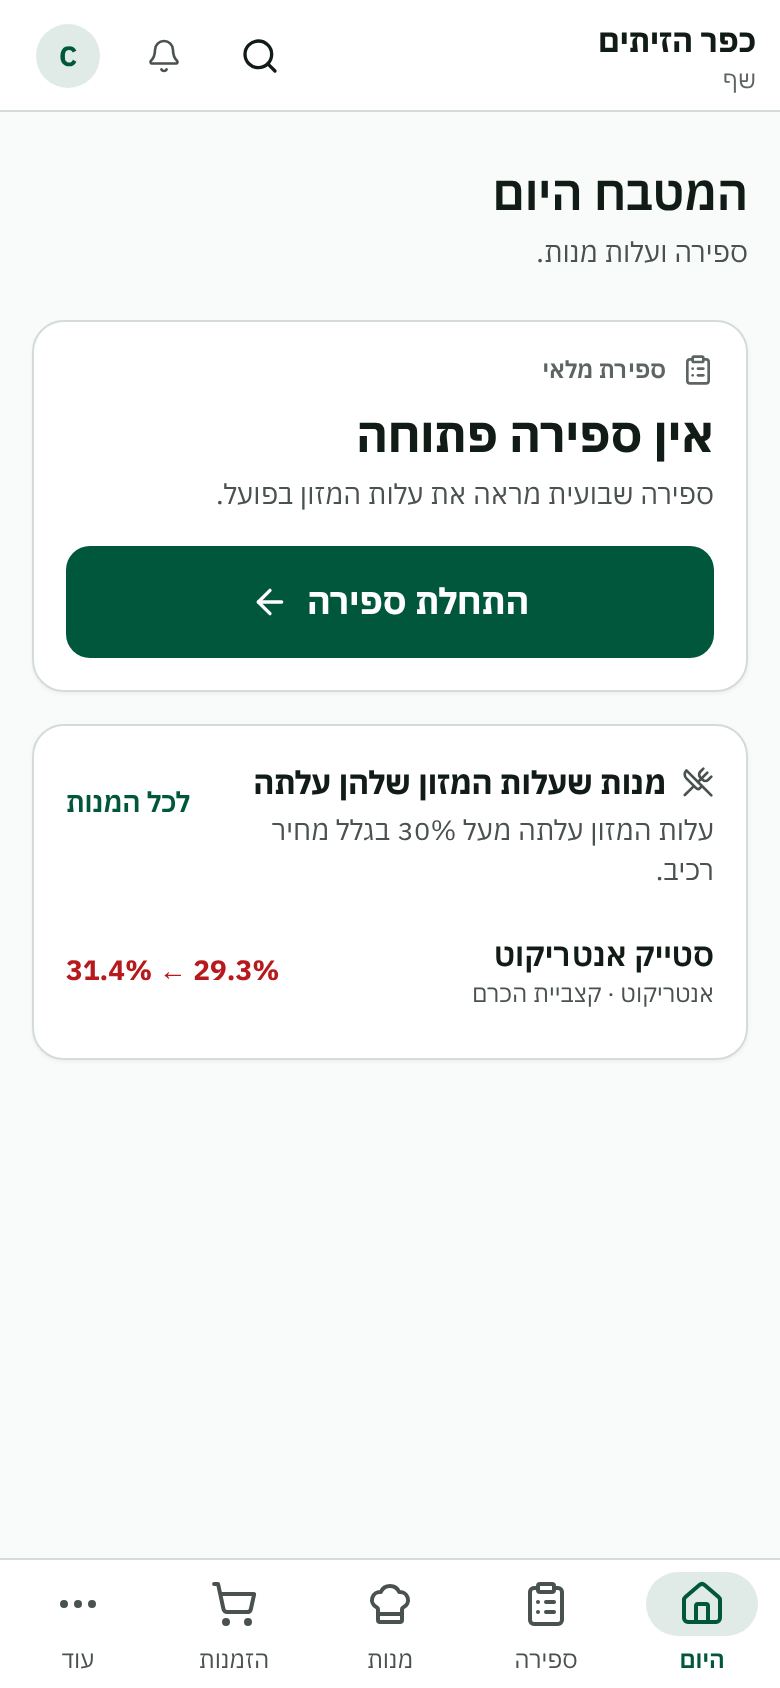 כפר הזיתים
שף
C
המטבח היום
ספירה ועלות מנות.
ספירת מלאי
אין ספירה פתוחה
ספירה שבועית מראה את עלות המזון בפועל.
התחלת ספירה ←
מנות שעלות המזון שלהן עלתה
לכל המנות
עלות המזון עלתה מעל 30% בגלל מחיר
רכיב.
סטייק אנטריקוט
29.3% ← 31.4%
אנטריקוט · קצביית הכרם
היום
ספירה
מנות
הזמנות
עוד